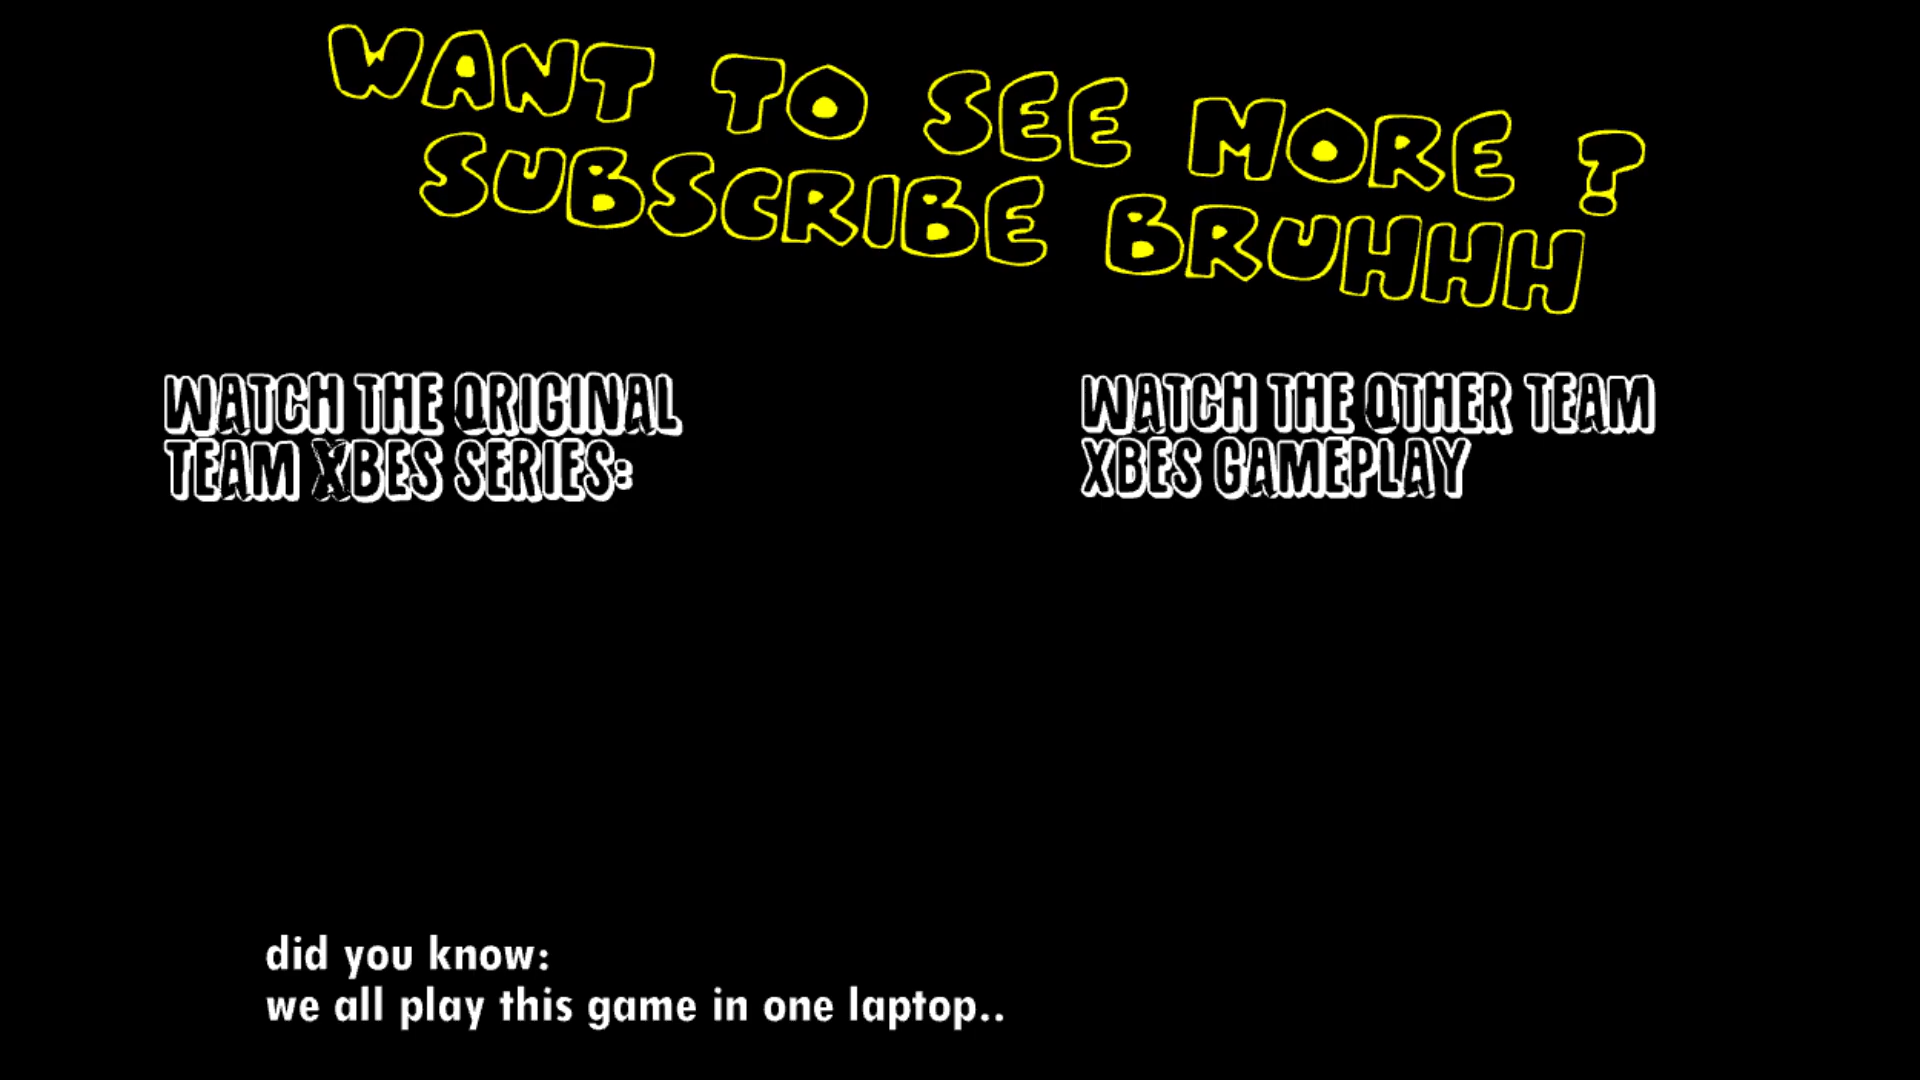 WANT TO SEE MORE ?
SUBSCRIBE BRUHHH
WATCH THE ORIGINAL
TEAM XBES SERIES:
WATCH THE OTHER TEAM
XBES GAMEPLAY
did you know:
we all play this game in one laptop..